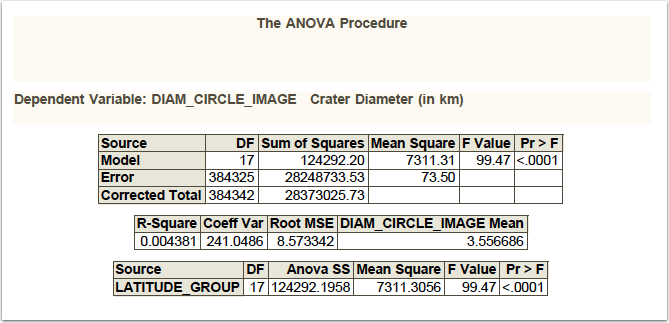 The ANOVA Procedure
Dependent Variable: DIAM_CIRCLE_IMAGE Crater Diameter (in km)
Source DF Sum of Squares Mean Square F Value Pr > F
Model 17 124292.20 7311.31 99.47 <.0001
Error 384325 28248733.53 73.50
Corrected Total 384342 28373025.73
R-Square Coeff Var Root MSE DIAM_CIRCLE_IMAGE Mean
0.004381 241.0486 8.573342 3.556686
Source DF Anova SS Mean Square F Value Pr > F
LATITUDE_GROUP 17 124292.1958 7311.3056 99.47 <.0001